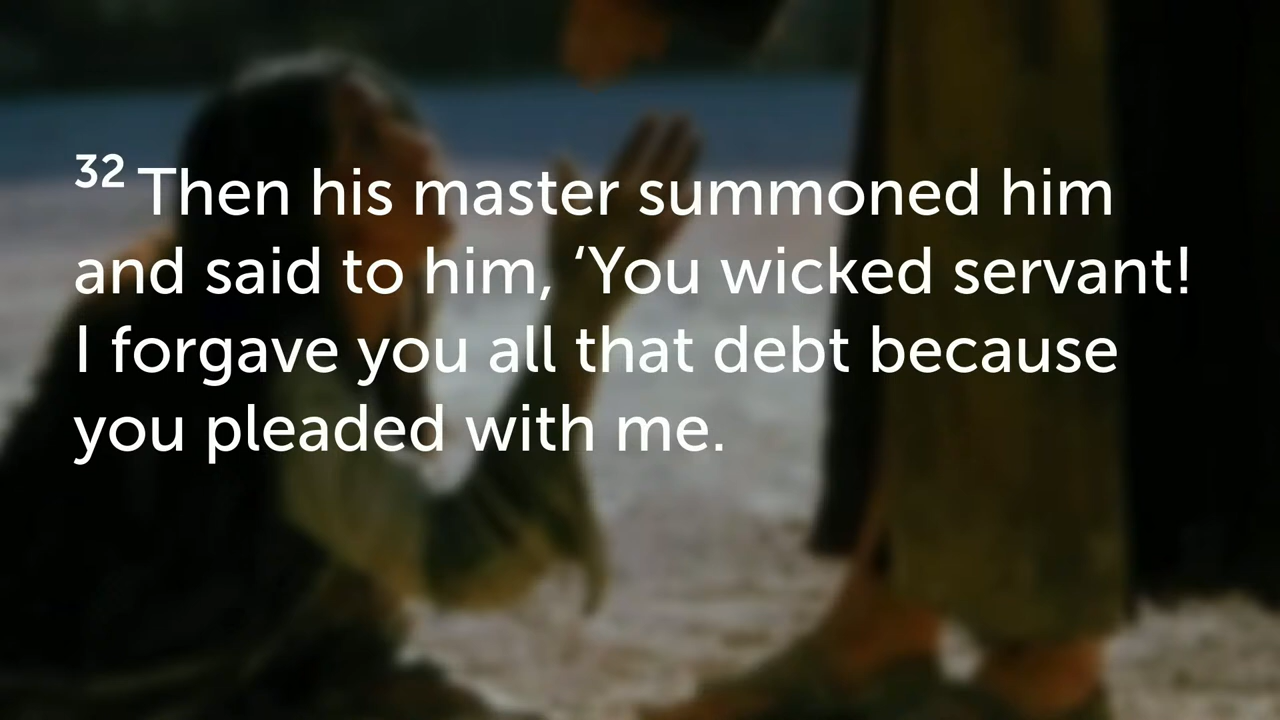 32 Then his master summoned him
and said to him, ‘You wicked servant!
I forgave you all that debt because
you pleaded with me.